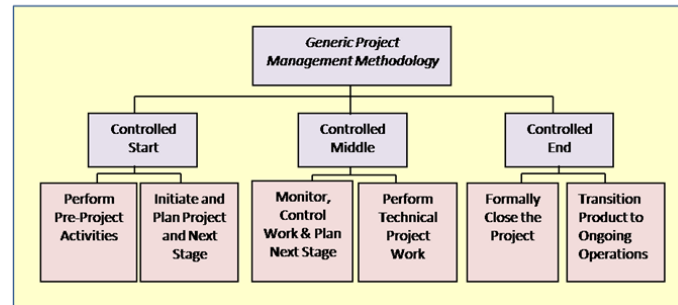 Generic Project
Management Methodology
Controlled
Start
Controlled
Middle
Controlled
End
Perform
Pre-Project
Activities
Initiate and
Plan Project
and Next
Stage
Monitor,
Control
Work & Plan
Next Stage
Perform
Technical
Project
Work
Formally
Close the
Project
Transition
Product to
Ongoing
Operations